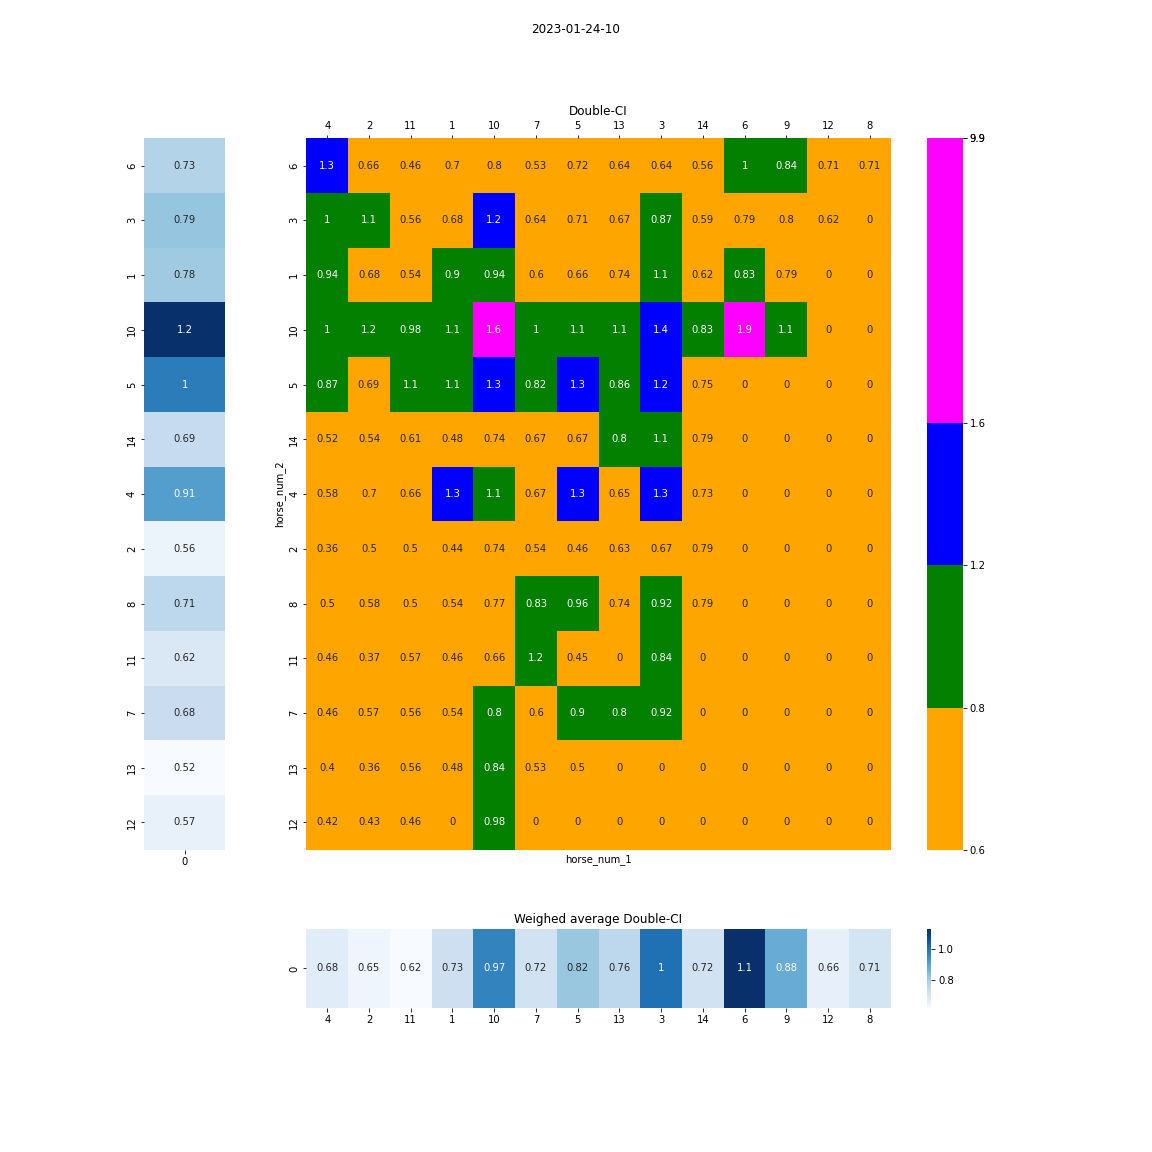 2023-01-24-10
Double-CI
4 2 11 1 10 7 5 13 3 14 6 9 12 8
9.9
6 0.73 6 1.3 0.66 0.46 0.7 0.8 0.53 0.72 0.64 0.64 0.56 1 0.84 0.71 0.71
3 0.79 3 1 1.1 0.56 0.68 1.2 0.64 0.71 0.67 0.87 0.59 0.79 0.8 0.62 0
1 0.78 1 0.94 0.68 0.54 0.9 0.94 0.6 0.66 0.74 1.1 0.62 0.83 0.79 0 0
10 1.2 10 1 1.2 0.98 1.1 1.6 1 1.1 1.1 1.4 0.83 1.9 1.1 0 0
5 1 5 0.87 0.69 1.1 1.1 1.3 0.82 1.3 0.86 1.2 0.75 0 0 0 0
1.6
14 0.69 14 0.52 0.54 0.61 0.48 0.74 0.67 0.67 0.8 1.1 0.79 0 0 0 0
horse_num_2
4 0.91 4 0.58 0.7 0.66 1.3 1.1 0.67 1.3 0.65 1.3 0.73 0 0 0 0
2 0.56 2 0.36 0.5 0.5 0.44 0.74 0.54 0.46 0.63 0.67 0.79 0 0 0 0
1.2
8 0.71 8 0.5 0.58 0.5 0.54 0.77 0.83 0.96 0.74 0.92 0.79 0 0 0 0
11 0.62 11 0.46 0.37 0.57 0.46 0.66 1.2 0.45 0 0.84 0 0 0 0 0
0.8
7 0.68 7 0.46 0.57 0.56 0.54 0.8 0.6 0.9 0.8 0.92 0 0 0 0 0
13 0.52 13 0.4 0.36 0.56 0.48 0.84 0.53 0.5 0 0 0 0 0 0 0
12 0.57 12 0.42 0.43 0.46 0 0.98 0 0 0 0 0 0 0 0 0
0.6
0
horse_num_1
Weighed average Double-CI
0 0.68 0.65 0.62 0.73 0.97 0.72 0.82 0.76 1 0.72 1.1 0.88 0.66 0.71
1.0
0.8
4 2 11 1 10 7 5 13 3 14 6 9 12 8